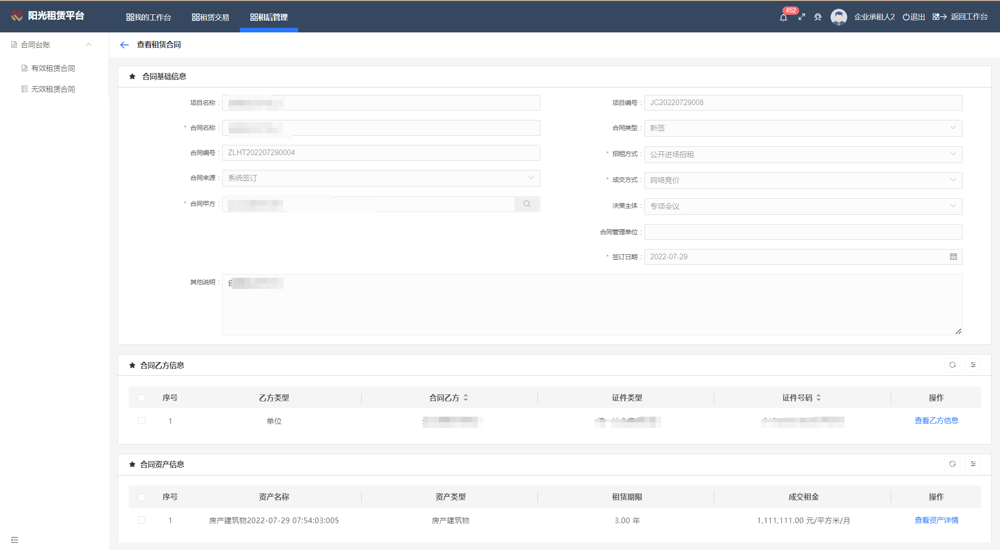 阳光租赁平台
我的工作台
租赁交易
租后管理
452
企业承租人2
退出
返回工作台
合同台账
有效租赁合同
无效租赁合同
查看租赁合同
合同基础信息
项目名称 :
项目编号 : JC20220729008
* 合同名称 :
合同类型 : 新签
合同编号 : ZLHT202207290004
* 招租方式 : 公开进场招租
合同来源 : 系统签订
* 成交方式 : 网络竞价
* 合同甲方 :
决策主体 : 专项会议
合同管理单位 :
* 签订日期 : 2022-07-29
其他说明 :
合同乙方信息
序号 乙方类型 合同乙方 证件类型 证件号码 操作
1 单位 查看乙方信息
合同资产信息
序号 资产名称 资产类型 租赁期限 成交租金 操作
1 房产建筑物2022-07-29 07:54:03:005 房产建筑物 3.00 年 1,111,111.00 元/平方米/月 查看资产详情